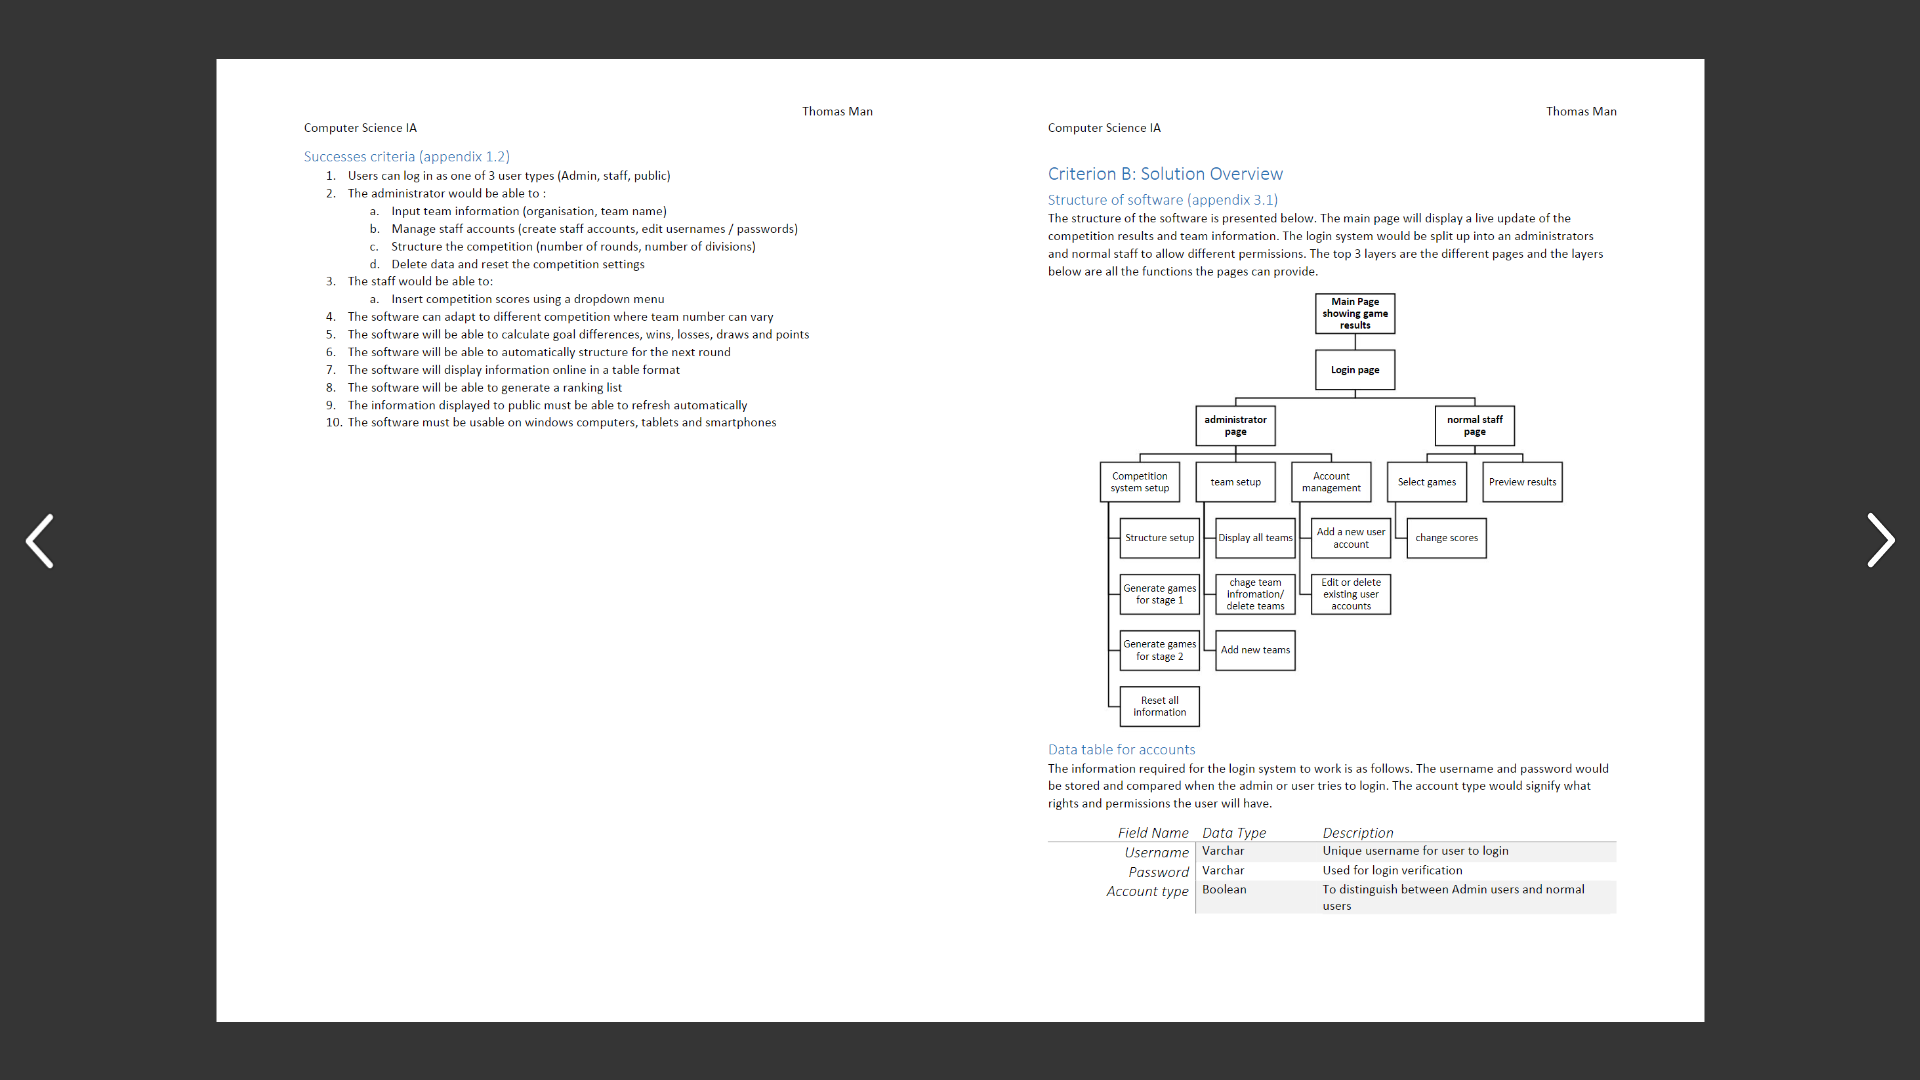 Thomas Man
Computer Science IA
Successes criteria (appendix 1.2)
1. Users can log in as one of 3 user types (Admin, staff, public)
2. The administrator would be able to :
a. Input team information (organisation, team name)
b. Manage staff accounts (create staff accounts, edit usernames / passwords)
c. Structure the competition (number of rounds, number of divisions)
d. Delete data and reset the competition settings
3. The staff would be able to:
a. Insert competition scores using a dropdown menu
4. The software can adapt to different competition where team number can vary
5. The software will be able to calculate goal differences, wins, losses, draws and points
6. The software will be able to automatically structure for the next round
7. The software will display information online in a table format
8. The software will be able to generate a ranking list
9. The information displayed to public must be able to refresh automatically
10. The software must be usable on windows computers, tablets and smartphones
Thomas Man
Computer Science IA
Criterion B: Solution Overview
Structure of software (appendix 3.1)
The structure of the software is presented below. The main page will display a live update of the
competition results and team information. The login system would be split up into an administrators
and normal staff to allow different permissions. The top 3 layers are the different pages and the layers
below are all the functions the pages can provide.
Main Page
showing game
results
Login page
administrator
page
normal staff
page
Competition
system setup
team setup
Account
management
Select games
Preview results
Structure setup
Display all teams
Add a new user
account
change scores
Generate games
for stage 1
chage team
infromation/
delete teams
Edit or delete
existing user
accounts
Generate games
for stage 2
Add new teams
Reset all
information
Data table for accounts
The information required for the login system to work is as follows. The username and password would
be stored and compared when the admin or user tries to login. The account type would signify what
rights and permissions the user will have.
Field Name Data Type Description
Username Varchar Unique username for user to login
Password Varchar Used for login verification
Account type Boolean To distinguish between Admin users and normal
users